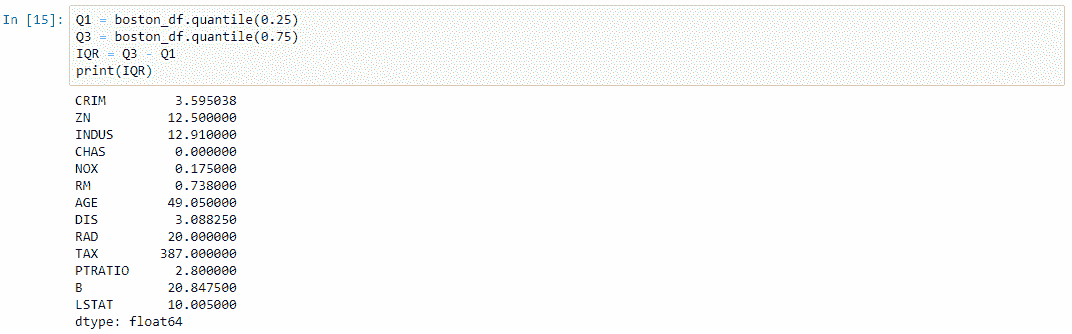 In [15]: Q1 = boston_df.quantile(0.25)
Q3 = boston_df.quantile(0.75)
IQR = Q3 - Q1
print(IQR)
CRIM 3.595038
ZN 12.500000
INDUS 12.910000
CHAS 0.000000
NOX 0.175000
RM 0.738000
AGE 49.050000
DIS 3.088250
RAD 20.000000
TAX 387.000000
PTRATIO 2.800000
B 20.847500
LSTAT 10.005000
dtype: float64